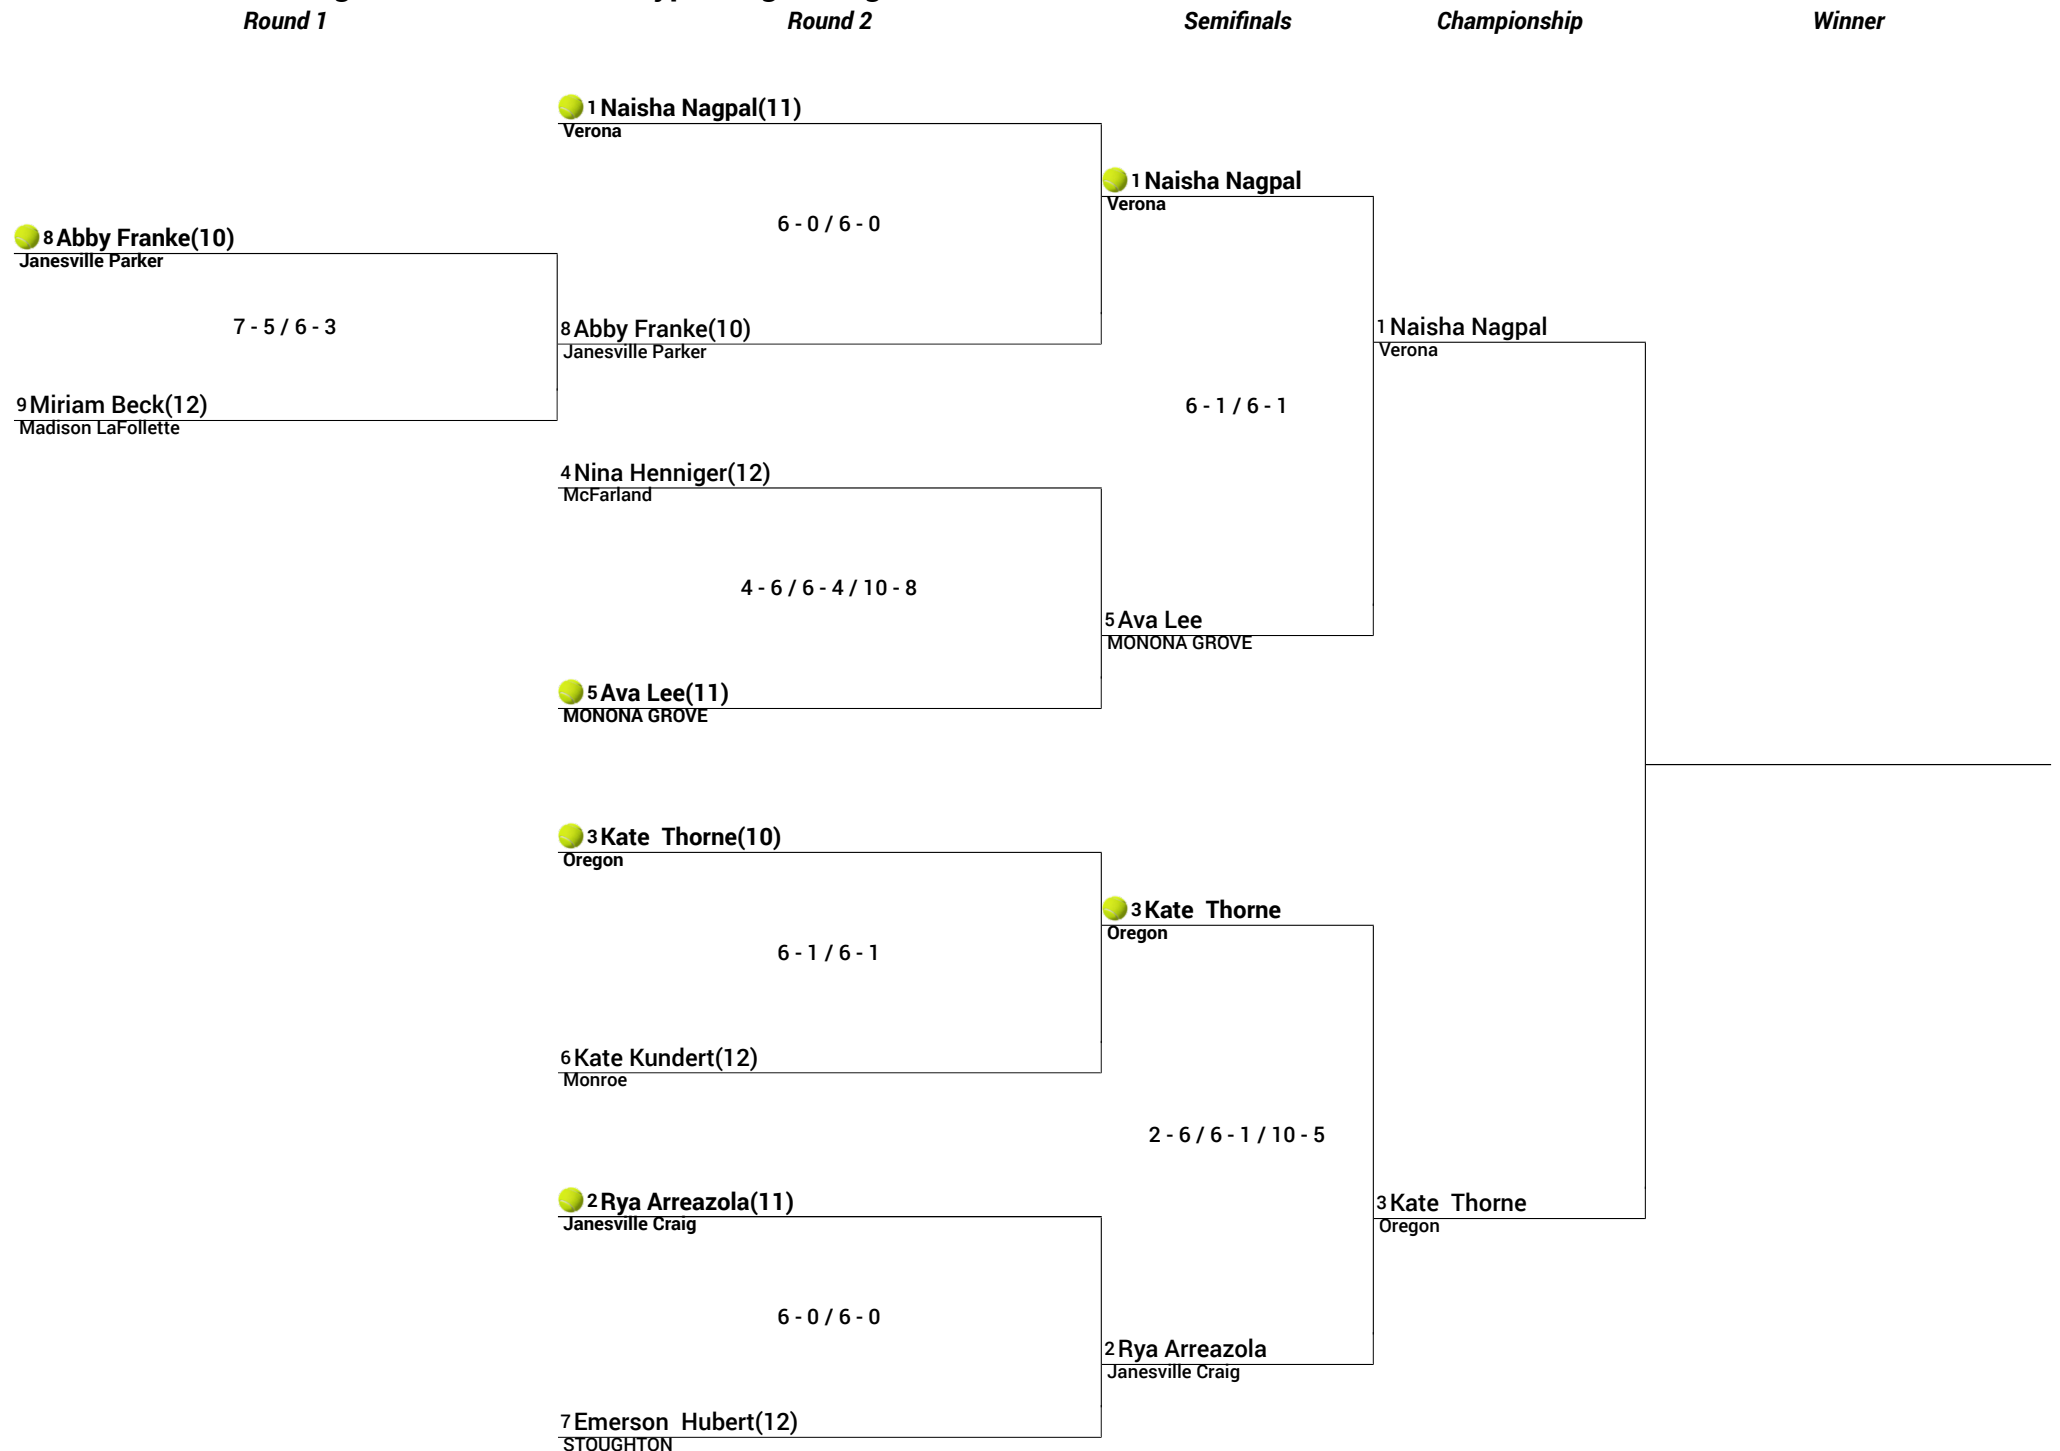 Round 1 Round 2 Semifinals Championship Winner
1 Naisha Nagpal(11)
Verona
1 Naisha Nagpal
Verona
6 - 0 / 6 - 0
8 Abby Franke(10)
Janesville Parker
7 - 5 / 6 - 3
8 Abby Franke(10)
Janesville Parker
1 Naisha Nagpal
Verona
9 Miriam Beck(12)
Madison LaFollette
6 - 1 / 6 - 1
4 Nina Henniger(12)
McFarland
4 - 6 / 6 - 4 / 10 - 8
5 Ava Lee
MONONA GROVE
5 Ava Lee(11)
MONONA GROVE
3 Kate  Thorne(10)
Oregon
3 Kate  Thorne
Oregon
6 - 1 / 6 - 1
6 Kate Kundert(12)
Monroe
2 - 6 / 6 - 1 / 10 - 5
2 Rya Arreazola(11)
Janesville Craig
3 Kate  Thorne
Oregon
6 - 0 / 6 - 0
2 Rya Arreazola
Janesville Craig
7 Emerson  Hubert(12)
STOUGHTON